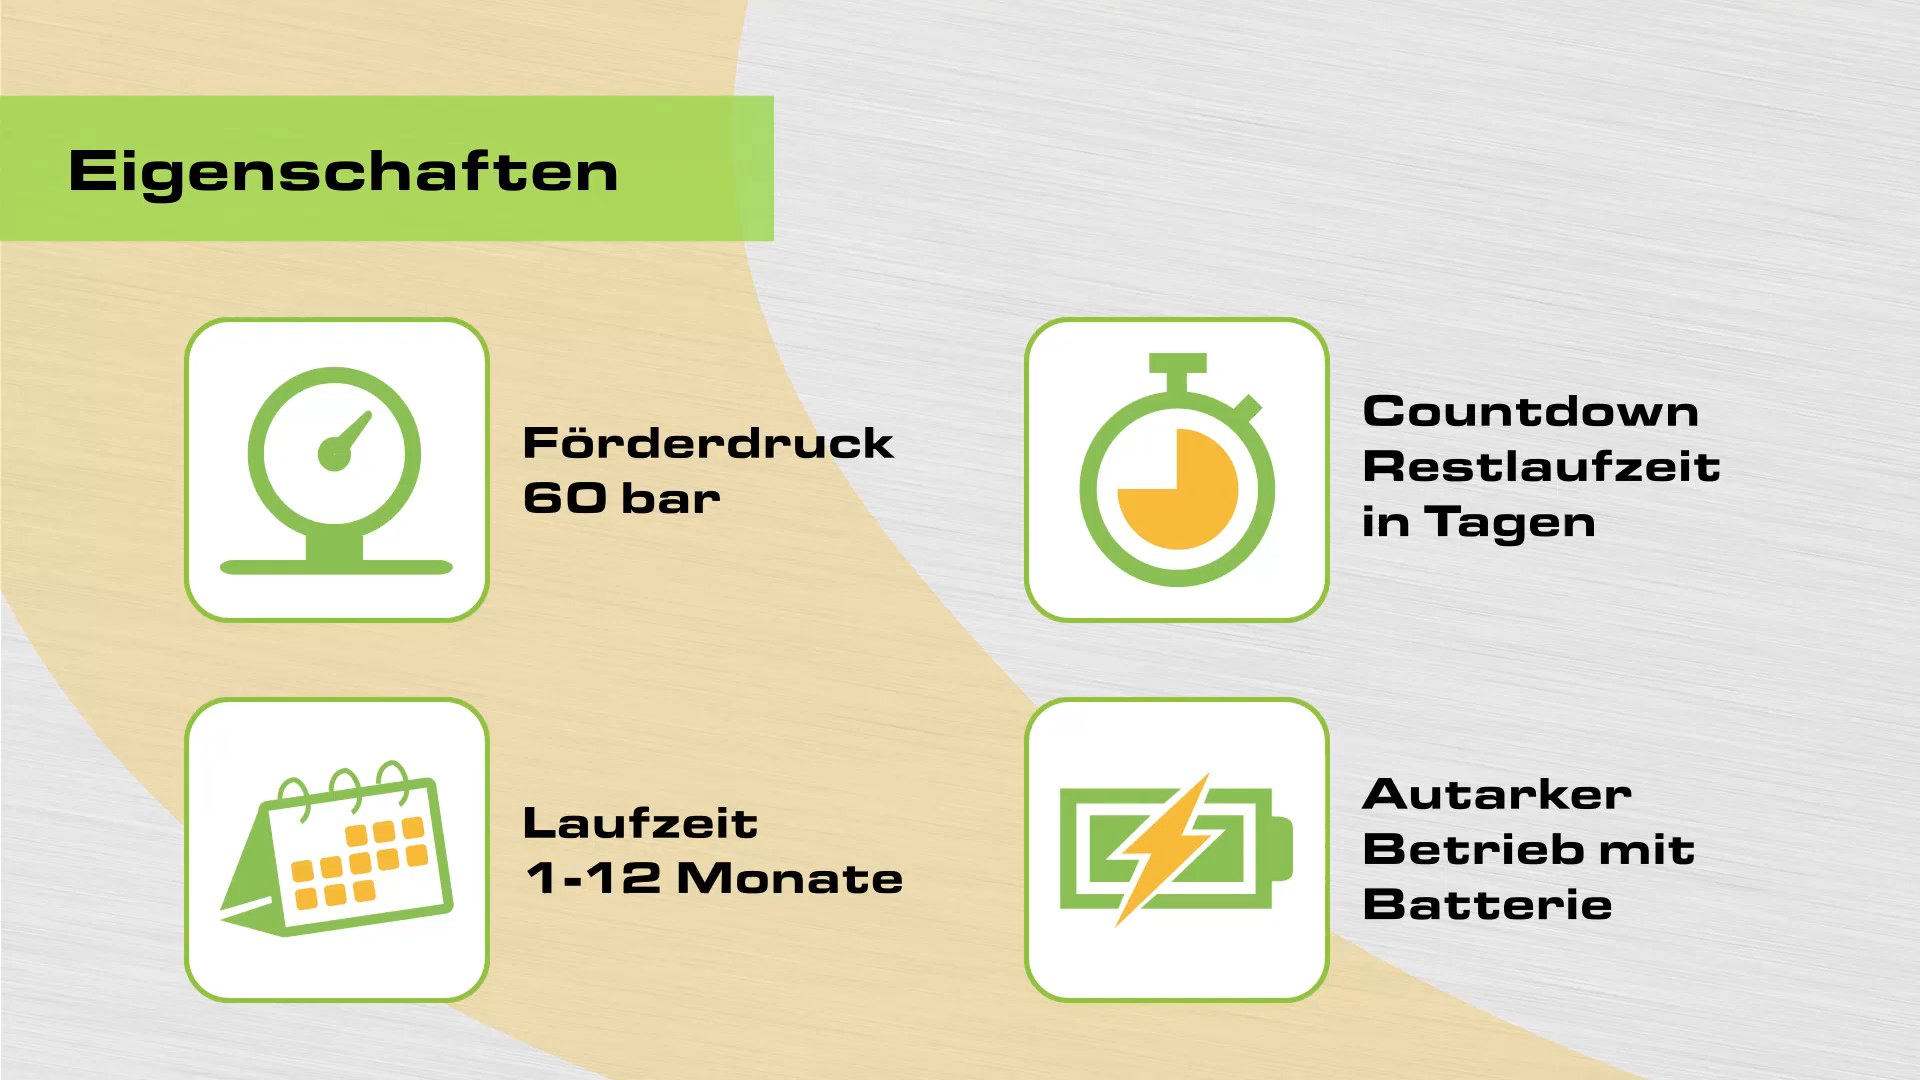 Eigenschaften
Förderdruck
60 bar
Countdown
Restlaufzeit
in Tagen
Laufzeit
1-12 Monate
Autarker
Betrieb mit
Batterie